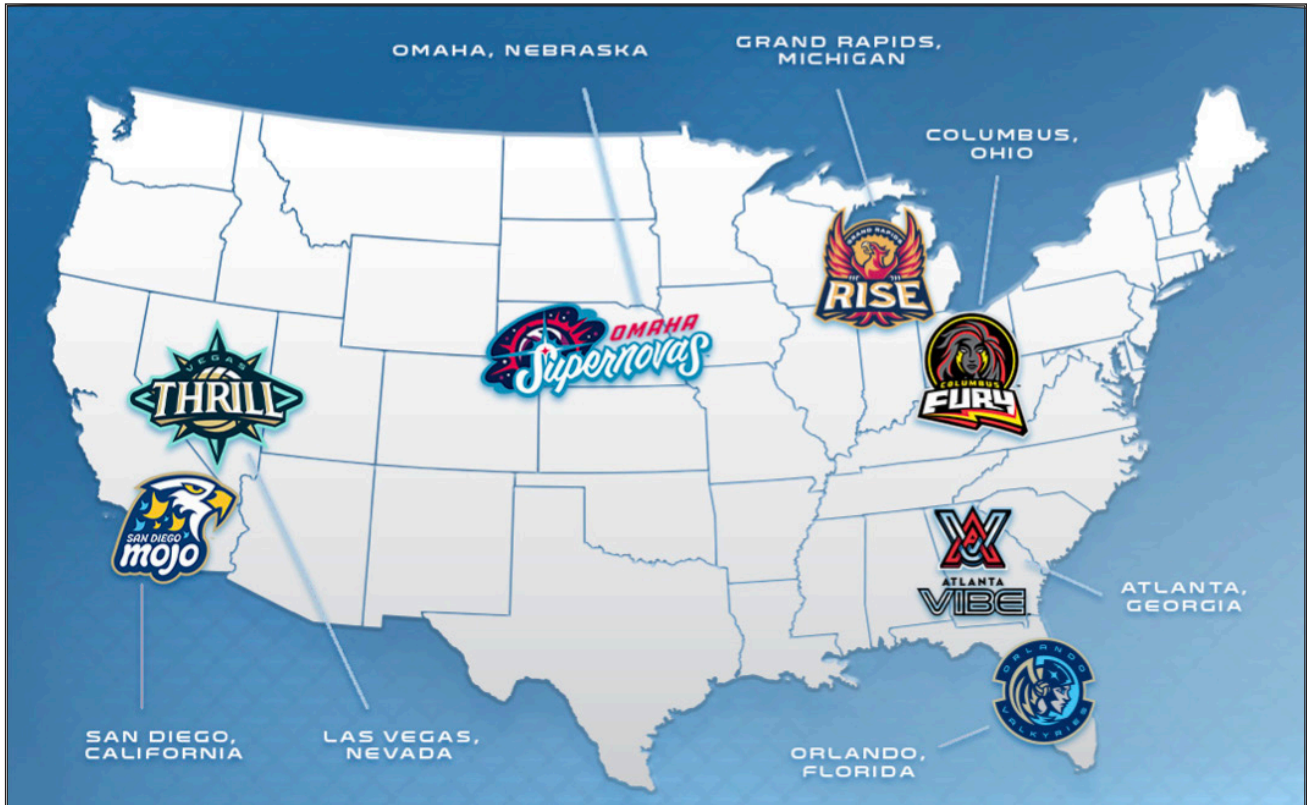 OMAHA, NEBRASKA
GRAND RAPIDS,
MICHIGAN
COLUMBUS,
OHIO
GRAND RAPIDS
RISE
OMAHA
Supernovas
COLUMBUS
FURY
VEGAS
THRILL
SAN DIEGO
mojo
ATLANTA
VIBE
ATLANTA,
GEORGIA
ORLANDO
VALKYRIES
SAN DIEGO,
CALIFORNIA
LAS VEGAS,
NEVADA
ORLANDO,
FLORIDA